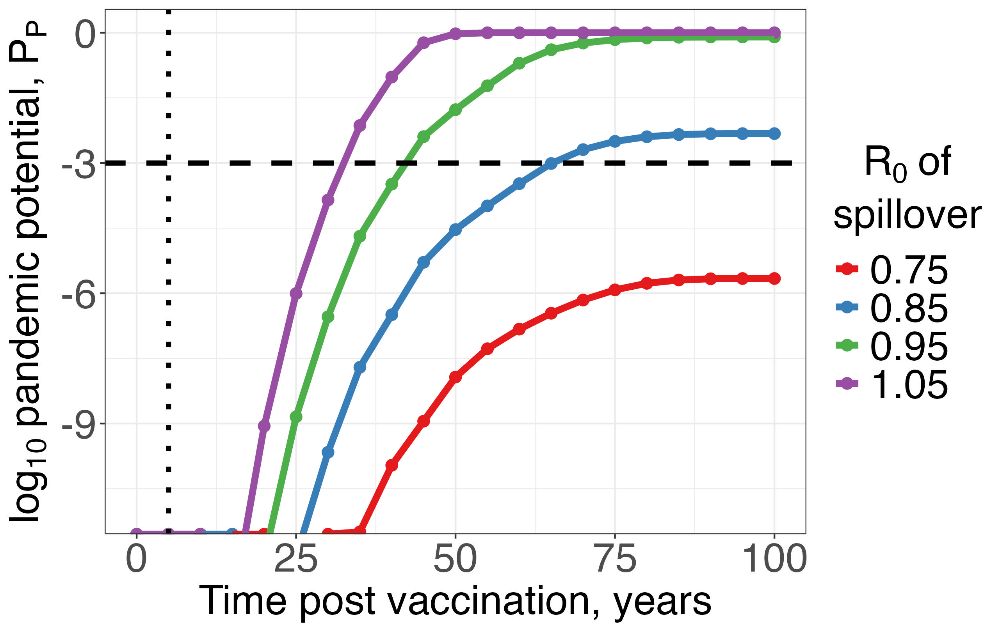 log₁₀ pandemic potential, P_P
0
-3
-6
-9
0 25 50 75 100
Time post vaccination, years
R₀ of
spillover
0.75
0.85
0.95
1.05